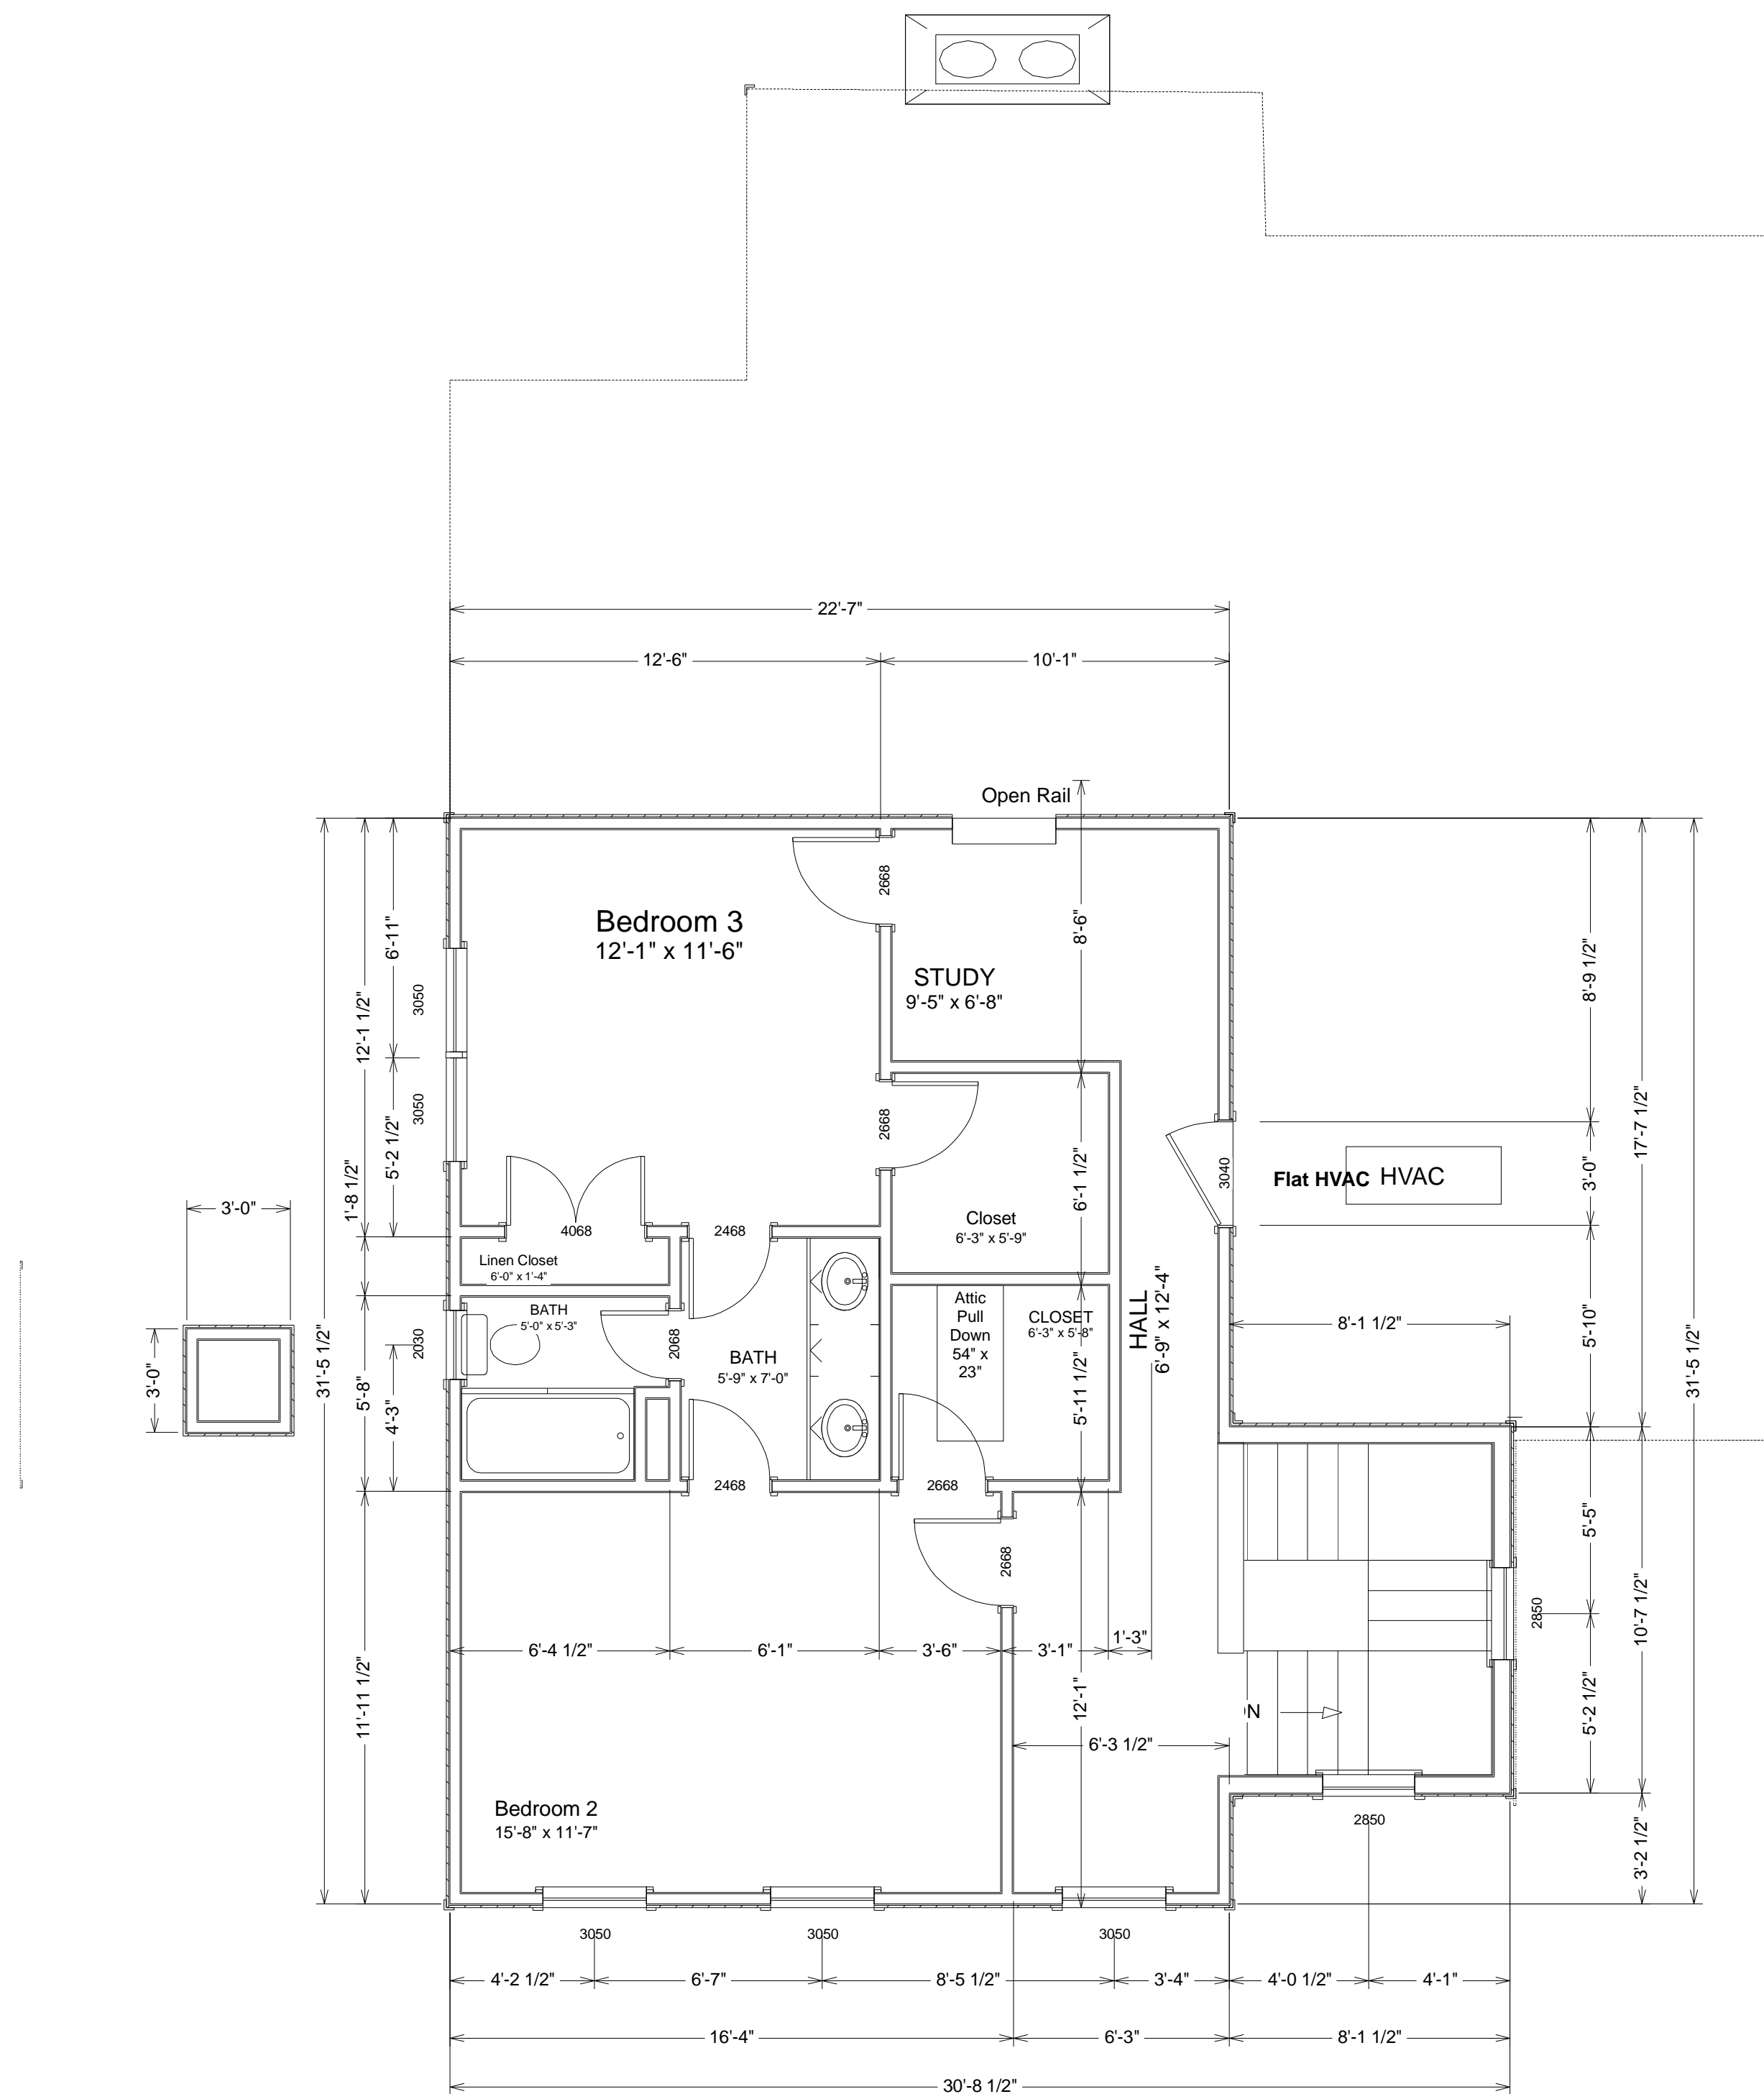 22'-7"
12'-6"
10'-1"
Open Rail
2668
Bedroom 3
12'-1" x 11'-6"
STUDY
9'-5" x 6'-8"
8'-6"
6'-11"
12'-1 1/2"
3050
3050
5'-2 1/2"
1'-8 1/2"
8'-9 1/2"
17'-7 1/2"
2668
6'-1 1/2"
3040
Flat HVAC
HVAC
3'-0"
3'-0"
3'-0"
4068
2468
Closet
6'-3" x 5'-9"
Linen Closet
6'-0" x 1'-4"
BATH
5'-0" x 5'-3"
2030
2068
BATH
5'-9" x 7'-0"
Attic
Pull
Down
54" x
23"
CLOSET
6'-3" x 5'-8"
HALL
6'-9" x 12'-4"
8'-1 1/2"
5'-10"
31'-5 1/2"
31'-5 1/2"
5'-8"
4'-3"
5'-11 1/2"
2468
2668
2668
5'-5"
2850
10'-7 1/2"
6'-4 1/2"
6'-1"
3'-6"
3'-1"
1'-3"
11'-11 1/2"
12'-1"
N
5'-2 1/2"
6'-3 1/2"
Bedroom 2
15'-8" x 11'-7"
2850
3'-2 1/2"
3050
3050
3050
4'-2 1/2"
6'-7"
8'-5 1/2"
3'-4"
4'-0 1/2"
4'-1"
16'-4"
6'-3"
8'-1 1/2"
30'-8 1/2"